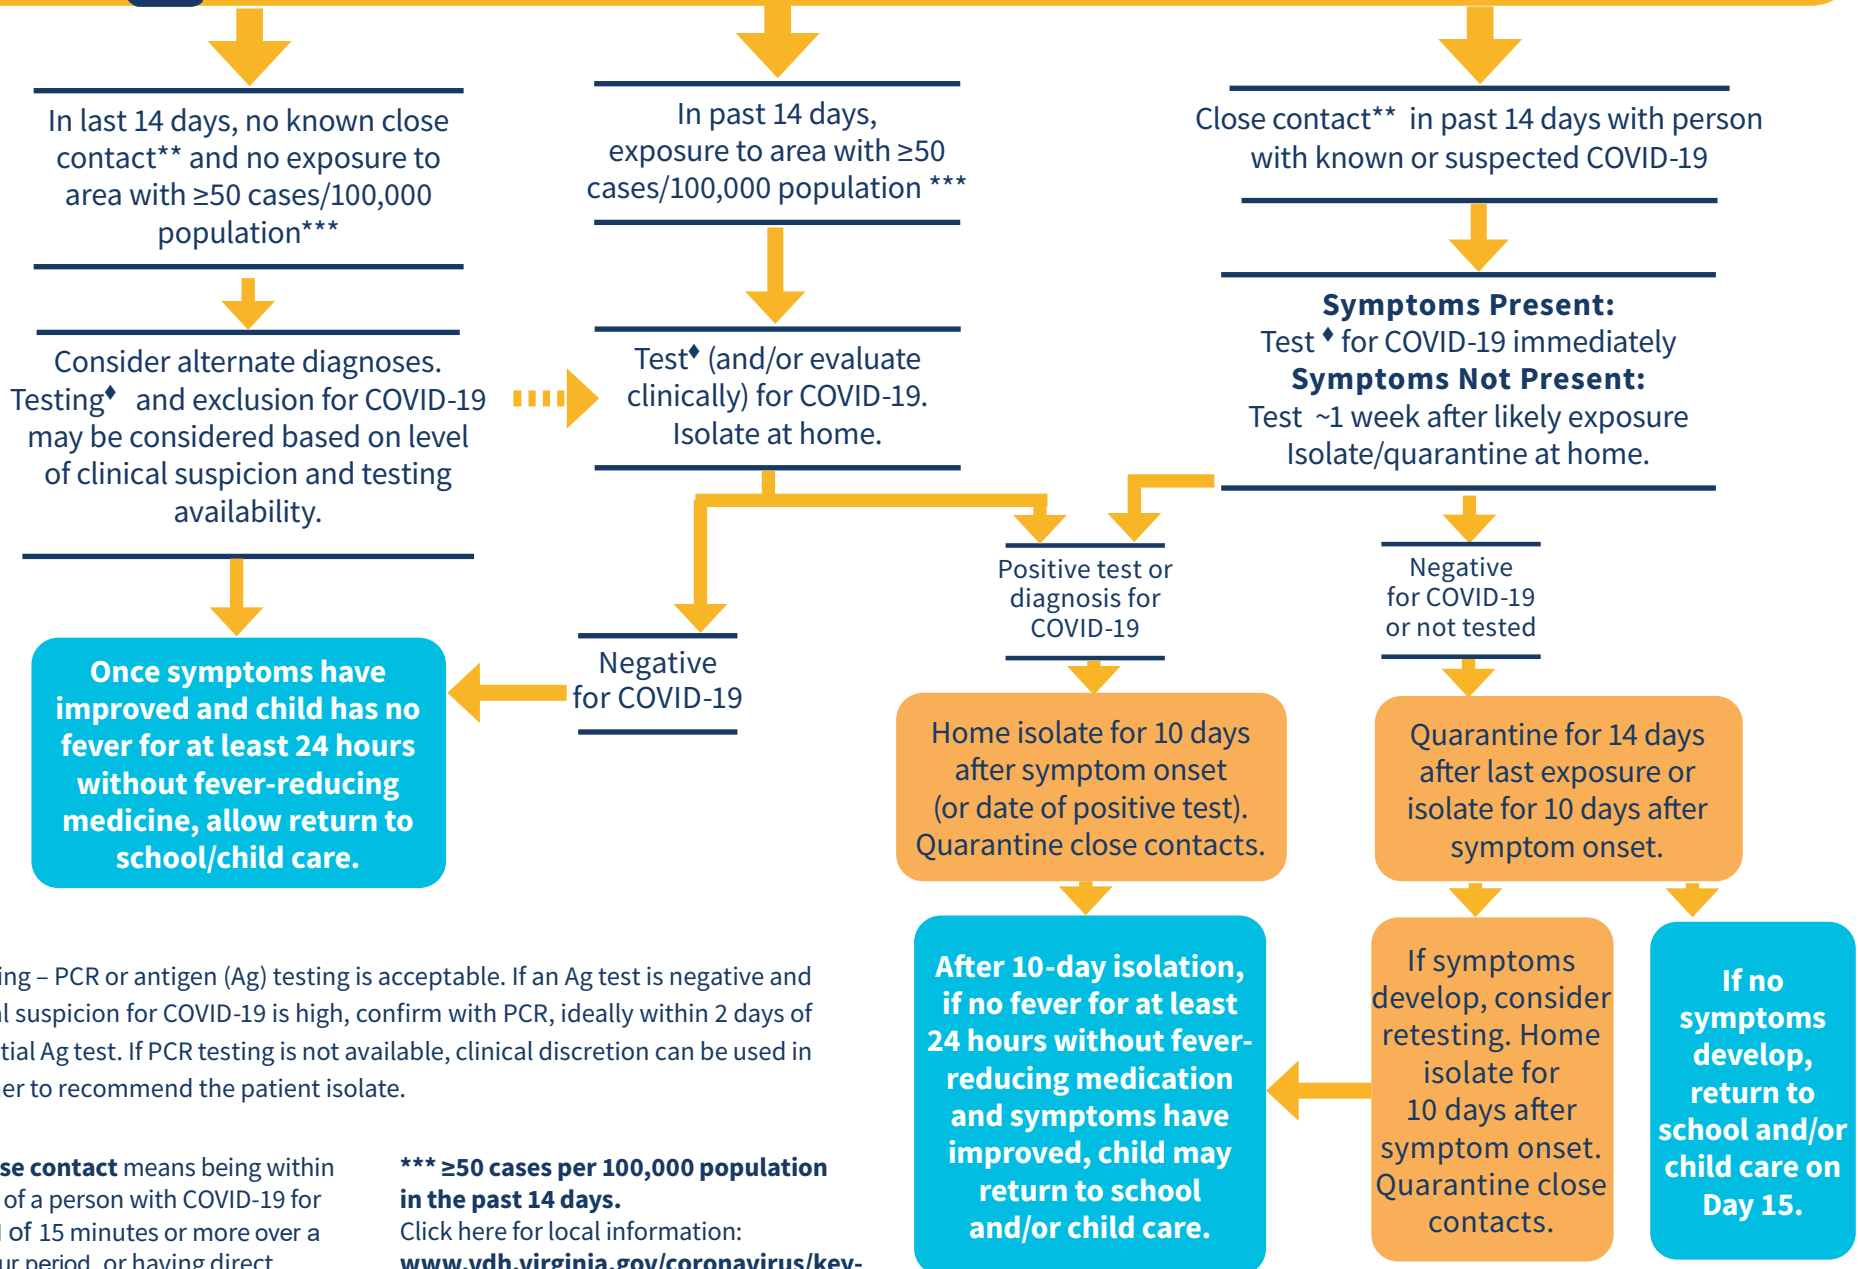 In last 14 days, no known close
contact** and no exposure to
area with ≥50 cases/100,000
population***
In past 14 days,
exposure to area with ≥50
cases/100,000 population ***
Close contact** in past 14 days with person
with known or suspected COVID-19
Consider alternate diagnoses.
Testing♦ and exclusion for COVID-19
may be considered based on level
of clinical suspicion and testing
availability.
Test♦ (and/or evaluate
clinically) for COVID-19.
Isolate at home.
Symptoms Present:
Test ♦ for COVID-19 immediately
Symptoms Not Present:
Test ~1 week after likely exposure
Isolate/quarantine at home.
Once symptoms have
improved and child has no
fever for at least 24 hours
without fever-reducing
medicine, allow return to
school/child care.
Negative
for COVID-19
Positive test or
diagnosis for
COVID-19
Negative
for COVID-19
or not tested
Home isolate for 10 days
after symptom onset
(or date of positive test).
Quarantine close contacts.
Quarantine for 14 days
after last exposure or
isolate for 10 days after
symptom onset.
After 10-day isolation,
if no fever for at least
24 hours without fever-
reducing medication
and symptoms have
improved, child may
return to school
and/or child care.
If symptoms
develop, consider
retesting. Home
isolate for
10 days after
symptom onset.
Quarantine close
contacts.
If no
symptoms
develop,
return to
school and/or
child care on
Day 15.
ing – PCR or antigen (Ag) testing is acceptable. If an Ag test is negative and
l suspicion for COVID-19 is high, confirm with PCR, ideally within 2 days of
tial Ag test. If PCR testing is not available, clinical discretion can be used in
er to recommend the patient isolate.
se contact means being within
of a person with COVID-19 for
l of 15 minutes or more over a
ur period, or having direct
*** ≥50 cases per 100,000 population
in the past 14 days.
Click here for local information:
www.vdh.virginia.gov/coronavirus/key-